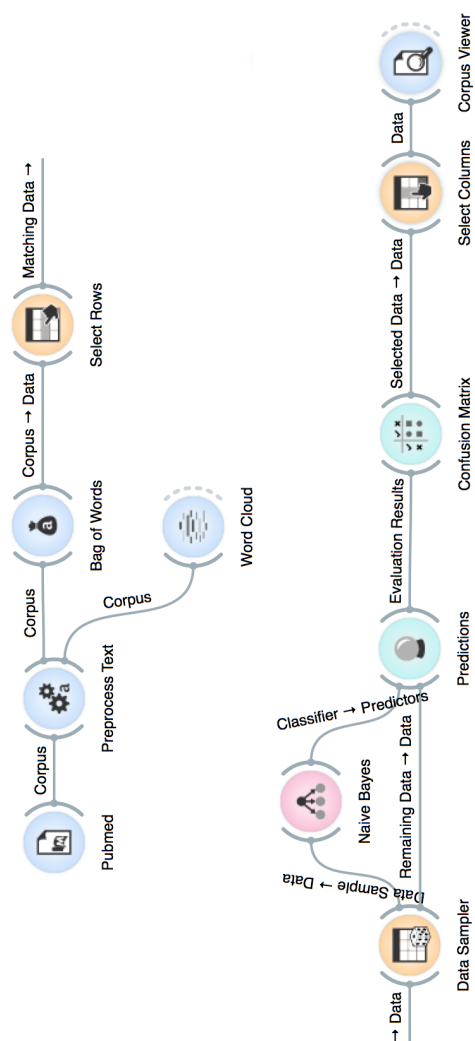 Pubmed
Corpus
Preprocess Text
Corpus
Bag of Words
Corpus
Word Cloud
Corpus → Data
Select Rows
Matching Data →
→ Data
Data Sampler
Data Sample → Data
Naive Bayes
Classifier → Predictors
Remaining Data → Data
Predictions
Evaluation Results
Confusion Matrix
Selected Data → Data
Select Columns
Data
Corpus Viewer